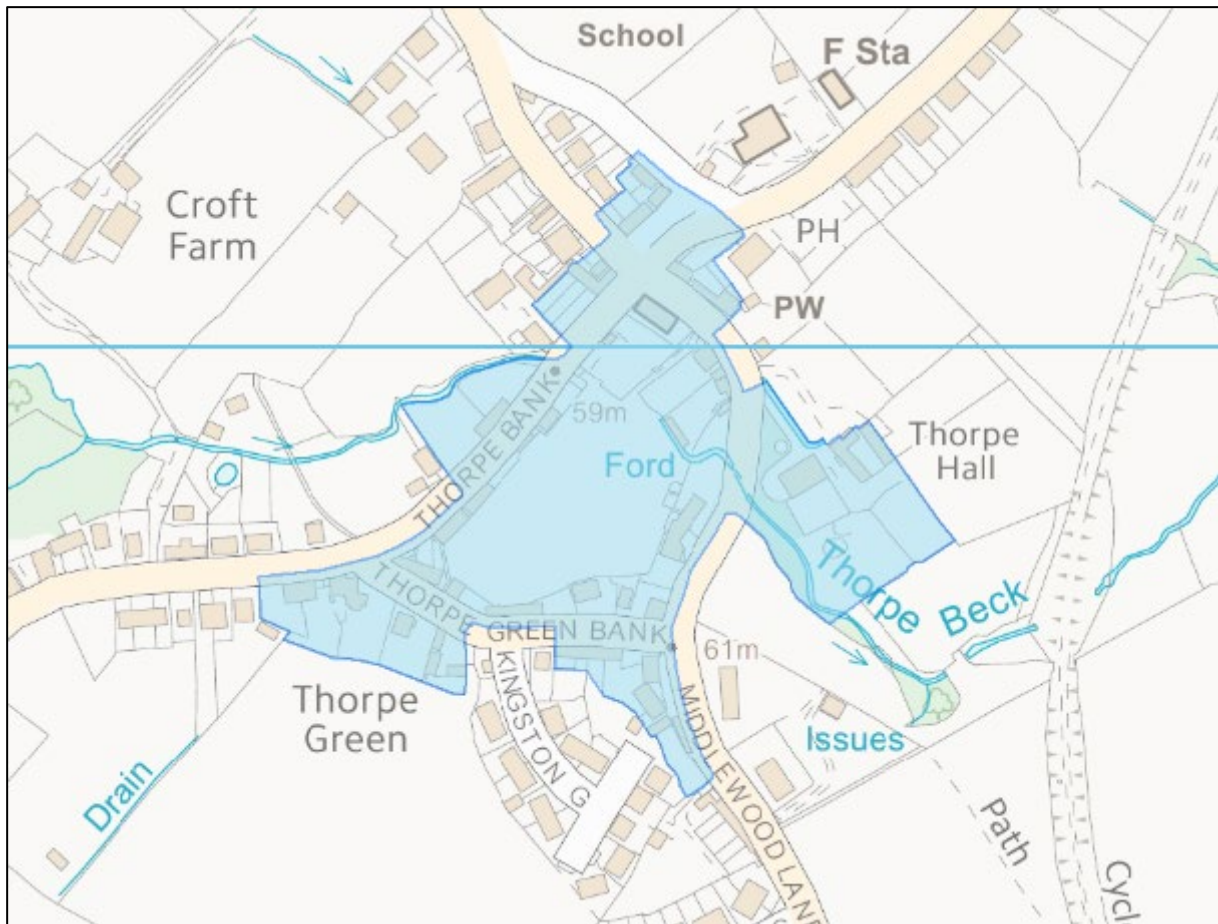 School
F Sta
Croft
Farm
PH
PW
THORPE BANK
59m
Ford
Thorpe
Hall
Thorpe Beck
THORPE GREEN BANK
61m
KINGSTON G
Thorpe
Green
MIDDLEWOOD LANE
Issues
Drain
Path
Cycl